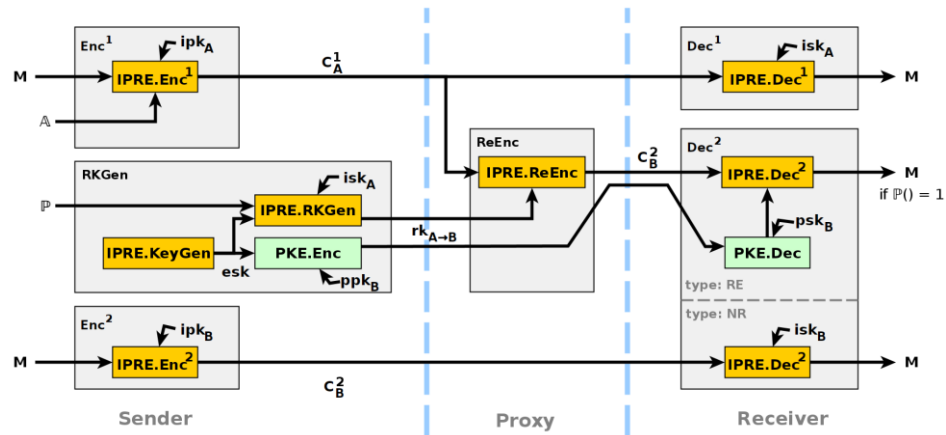 Enc¹
ipk_A
M
IPRE.Enc¹
𝔸
C¹_A
Dec¹
isk_A
IPRE.Dec¹
M
RKGen
isk_A
ℙ
IPRE.RKGen
IPRE.KeyGen
esk
PKE.Enc
ppk_B
rk_A→B
ReEnc
IPRE.ReEnc
C²_B
Dec²
IPRE.Dec²
M
if ℙ() = 1
psk_B
PKE.Dec
type: RE
type: NR
Enc²
ipk_B
M
IPRE.Enc²
C²_B
isk_B
IPRE.Dec²
M
Sender
Proxy
Receiver